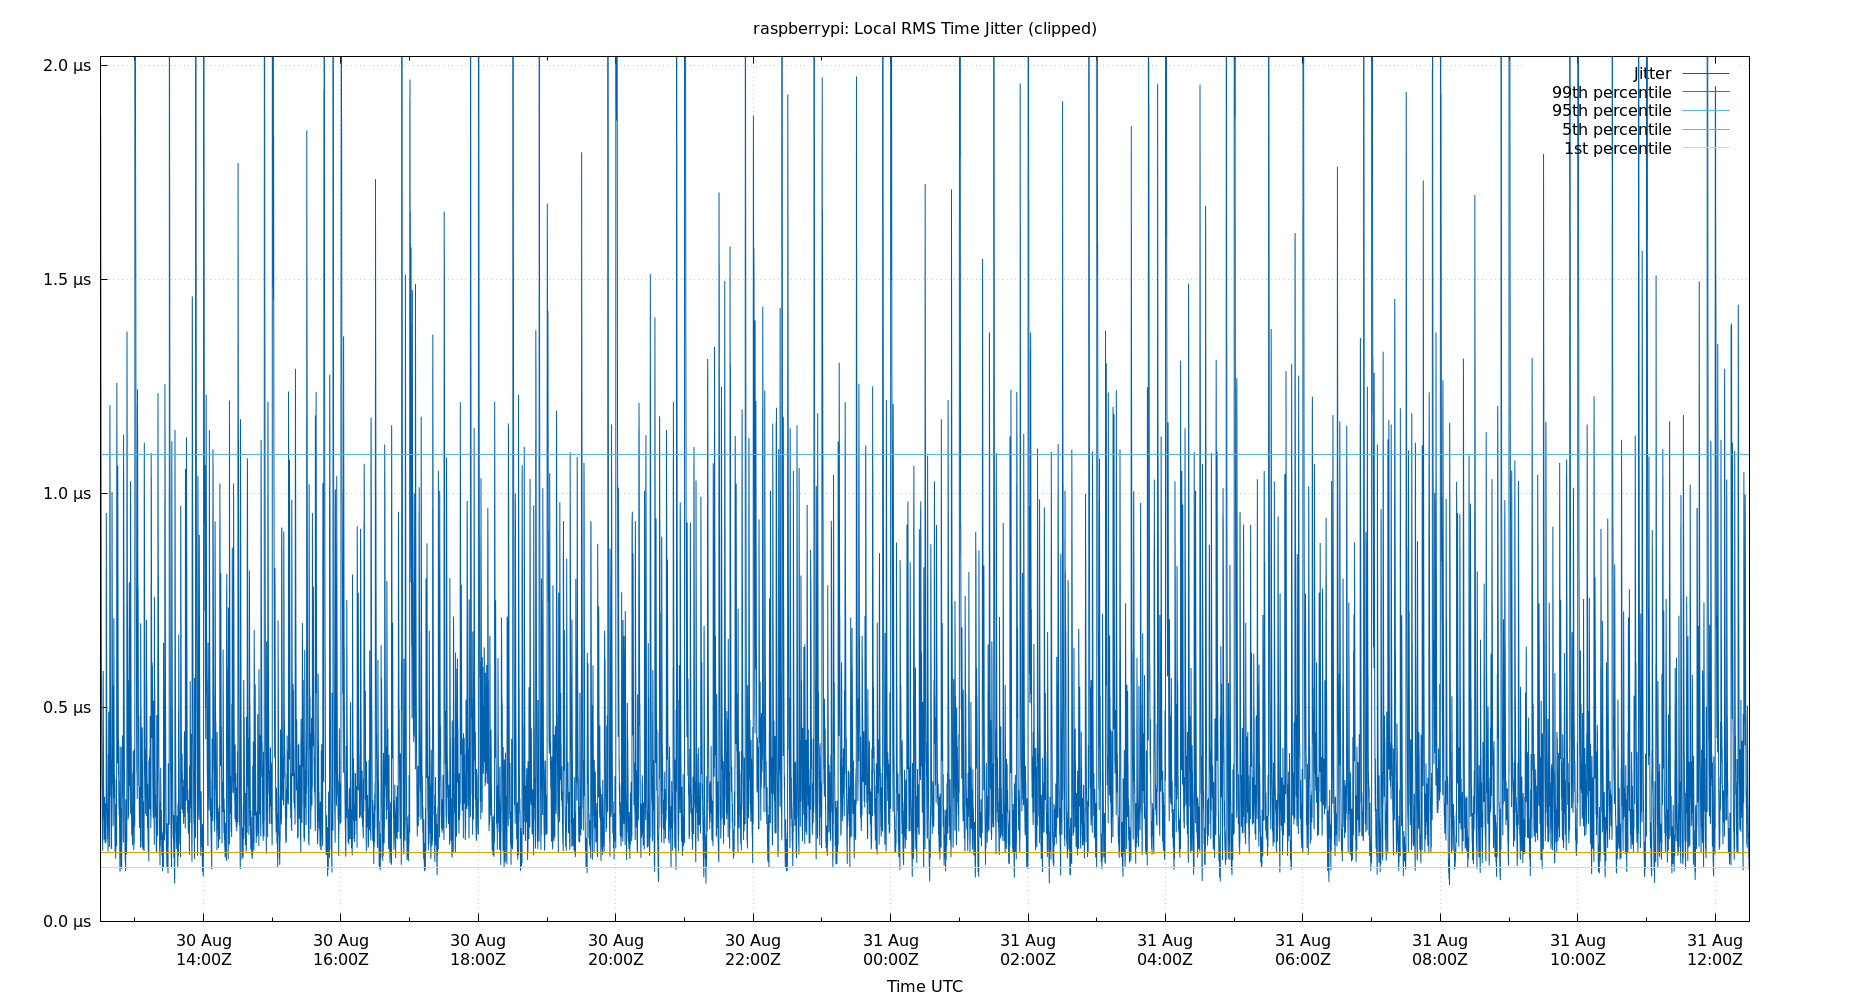 raspberrypi: Local RMS Time Jitter (clipped)
2.0 µs
1.5 µs
1.0 µs
0.5 µs
0.0 µs
Jitter
99th percentile
95th percentile
5th percentile
1st percentile
30 Aug 30 Aug 30 Aug 30 Aug 30 Aug 31 Aug 31 Aug 31 Aug 31 Aug 31 Aug 31 Aug 31 Aug
14:00Z 16:00Z 18:00Z 20:00Z 22:00Z 00:00Z 02:00Z 04:00Z 06:00Z 08:00Z 10:00Z 12:00Z
Time UTC